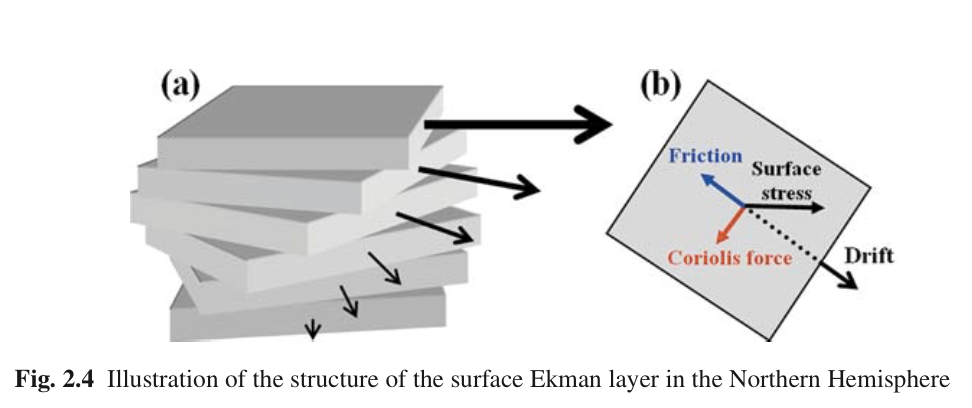 (a)
(b)
Friction
Surface
stress
Coriolis force
Drift
Fig. 2.4 Illustration of the structure of the surface Ekman layer in the Northern Hemisphere